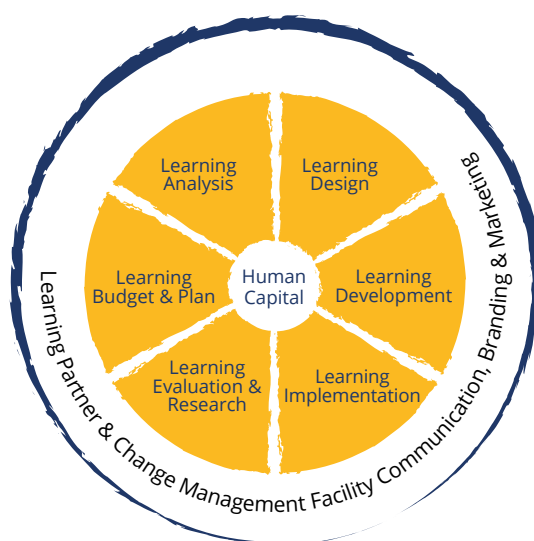 Learning
Analysis
Learning
Design
Learning
Budget & Plan
Human
Capital
Learning
Development
Learning
Evaluation &
Research
Learning
Implementation
Learning Partner & Change Management Facility Communication, Branding & Marketing